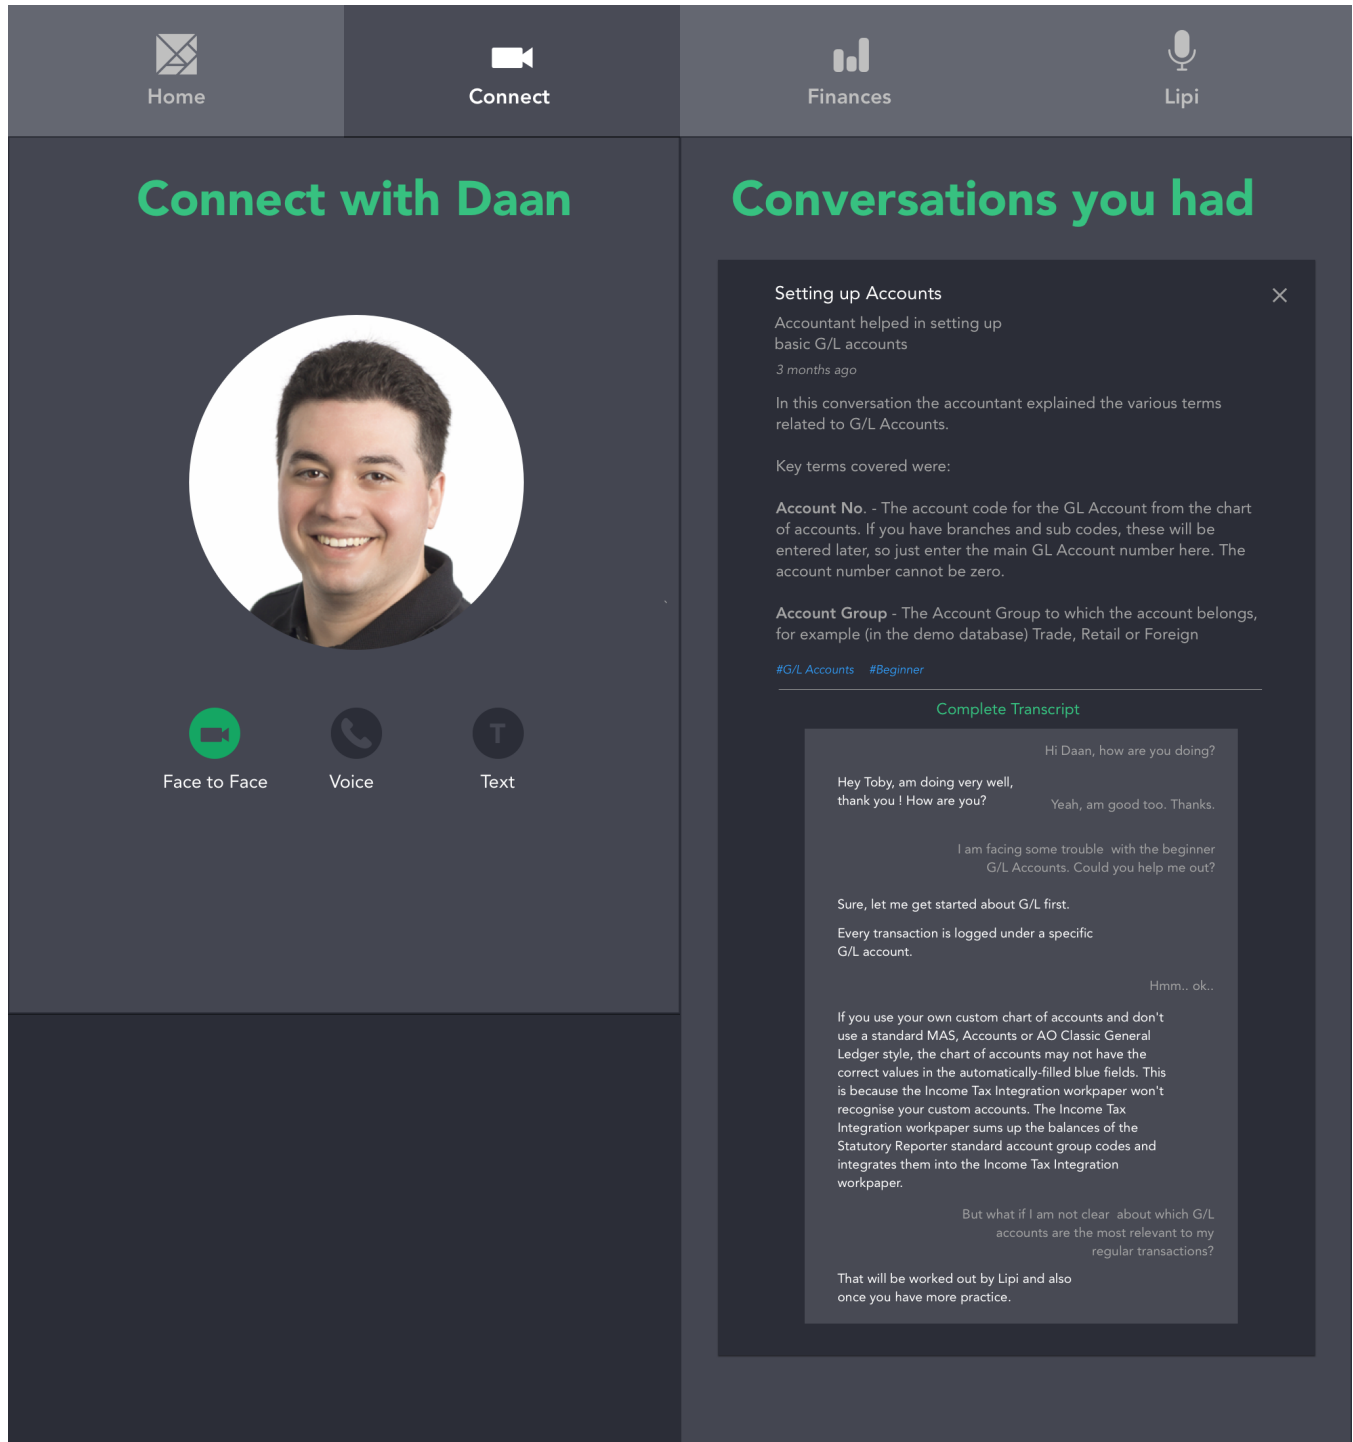 Home
Connect
Finances
Lipi
Connect with Daan
Face to Face
Voice
T
Text
Conversations you had
Setting up Accounts
Accountant helped in setting up
basic G/L accounts
3 months ago
In this conversation the accountant explained the various terms
related to G/L Accounts.
Key terms covered were:
Account No. - The account code for the GL Account from the chart
of accounts. If you have branches and sub codes, these will be
entered later, so just enter the main GL Account number here. The
account number cannot be zero.
Account Group - The Account Group to which the account belongs,
for example (in the demo database) Trade, Retail or Foreign
#G/L Accounts #Beginner
Complete Transcript
Hi Daan, how are you doing?
Hey Toby, am doing very well,
thank you ! How are you?
Yeah, am good too. Thanks.
I am facing some trouble with the beginner
G/L Accounts. Could you help me out?
Sure, let me get started about G/L first.
Every transaction is logged under a specific
G/L account.
Hmm.. ok..
If you use your own custom chart of accounts and don't
use a standard MAS, Accounts or AO Classic General
Ledger style, the chart of accounts may not have the
correct values in the automatically-filled blue fields. This
is because the Income Tax Integration workpaper won't
recognise your custom accounts. The Income Tax
Integration workpaper sums up the balances of the
Statutory Reporter standard account group codes and
integrates them into the Income Tax Integration
workpaper.
But what if I am not clear about which G/L
accounts are the most relevant to my
regular transactions?
That will be worked out by Lipi and also
once you have more practice.